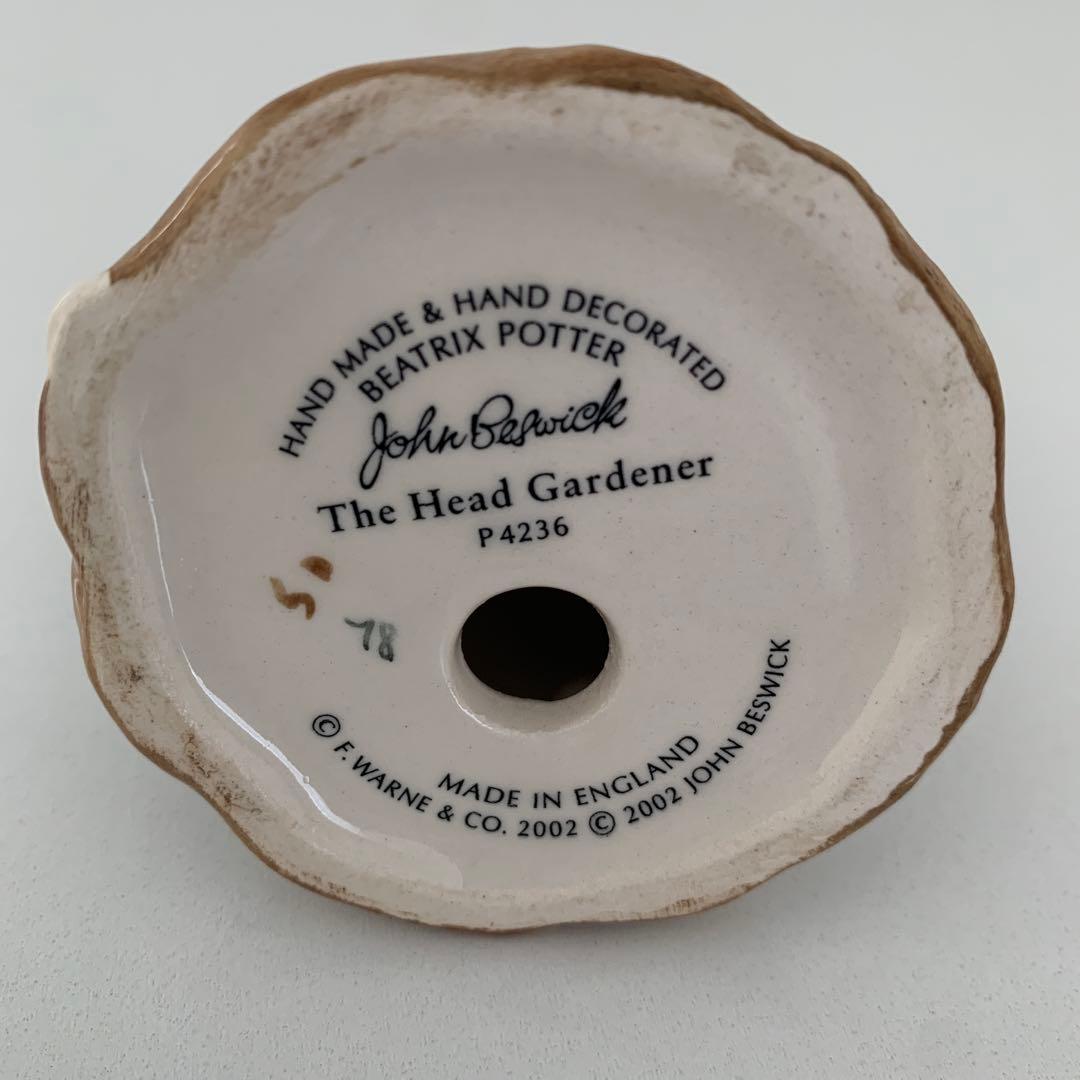 HAND MADE & HAND DECORATED
BEATRIX POTTER
John Beswick
The Head Gardener
P4236
78
MADE IN ENGLAND
© F. WARNE & CO. 2002 © 2002 JOHN BESWICK